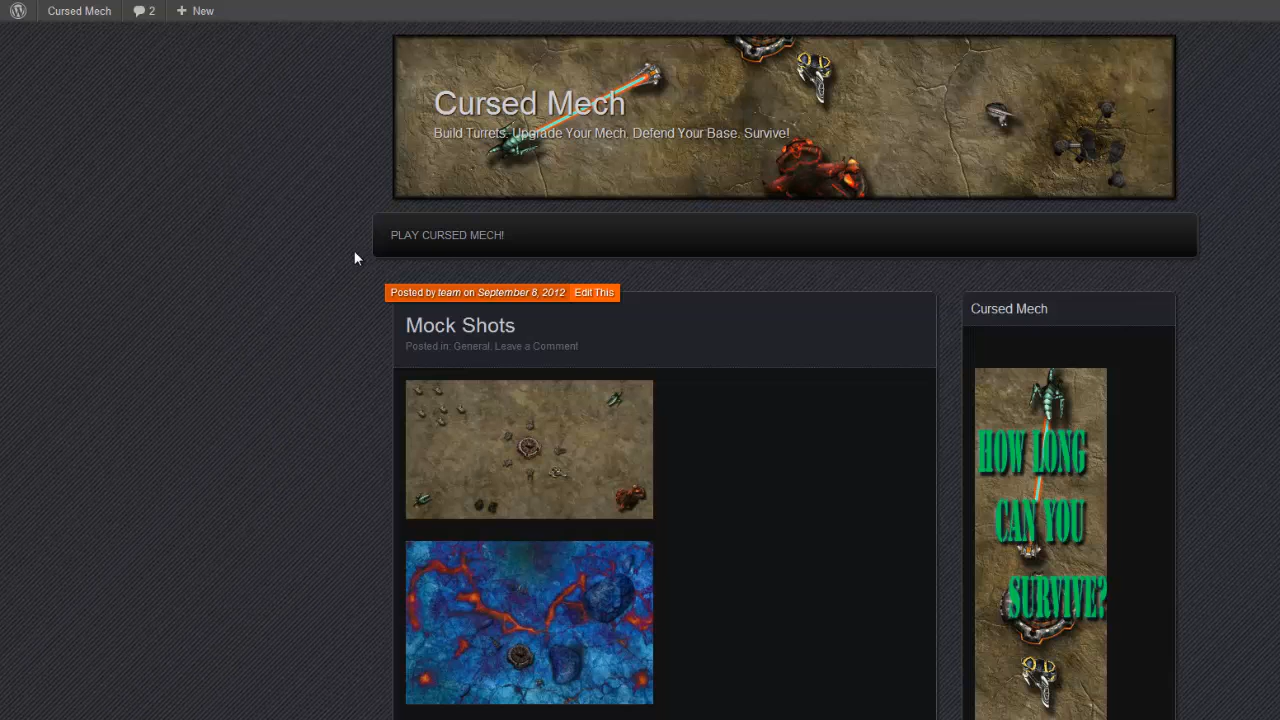 Cursed Mech 2 New
Cursed Mech
Build Turrets. Upgrade Your Mech. Defend Your Base. Survive!
PLAY CURSED MECH!
Posted by team on September 8, 2012 Edit This
Mock Shots
Posted in: General. Leave a Comment
Cursed Mech
HOW LONG
CAN YOU
SURVIVE?